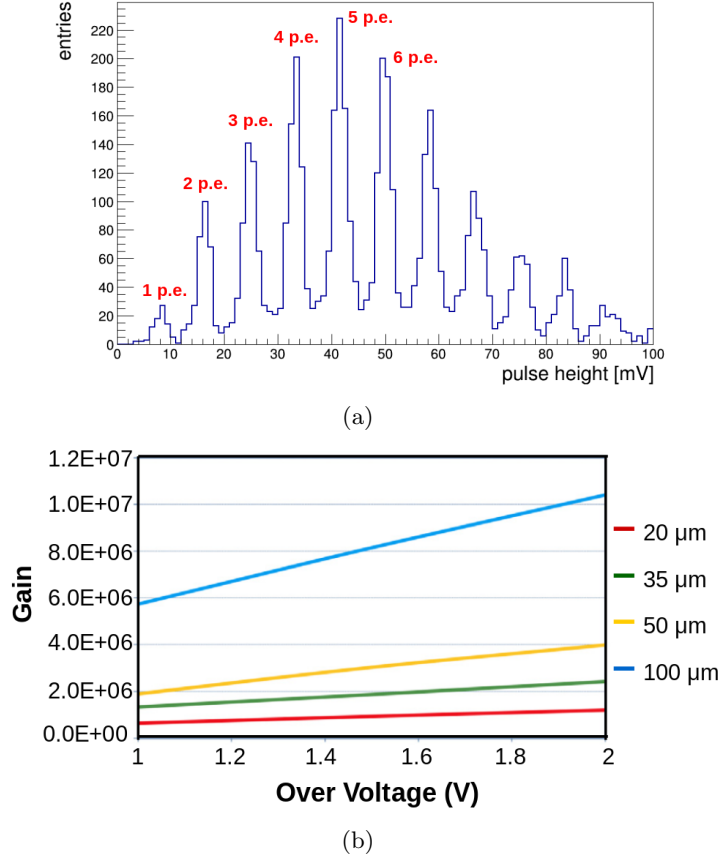 entries
220
200
180
160
140
120
100
80
60
40
20
0
1 p.e.
2 p.e.
3 p.e.
4 p.e.
5 p.e.
6 p.e.
0 10 20 30 40 50 60 70 80 90 100
pulse height [mV]
(a)
Gain
1.2E+07
1.0E+07
8.0E+06
6.0E+06
4.0E+06
2.0E+06
0.0E+00
1 1.2 1.4 1.6 1.8 2
Over Voltage (V)
20 µm
35 µm
50 µm
100 µm
(b)